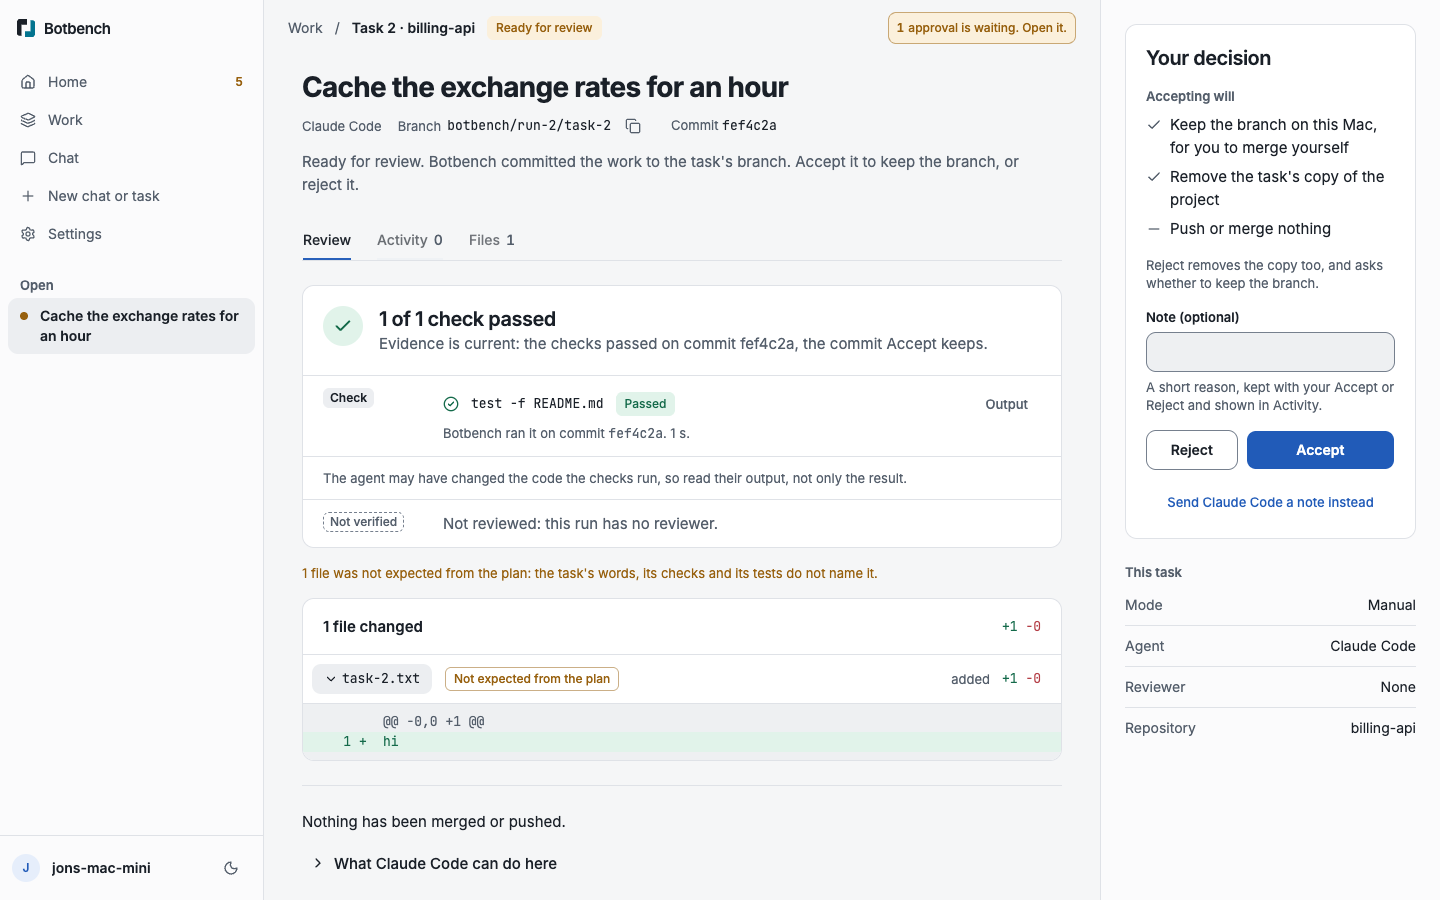 Botbench
Home 5
Work
Chat
New chat or task
Settings
Open
Cache the exchange rates for
an hour
J jons-mac-mini
Work / Task 2 · billing-api Ready for review
1 approval is waiting. Open it.
Cache the exchange rates for an hour
Claude Code Branch botbench/run-2/task-2 Commit fef4c2a
Ready for review. Botbench committed the work to the task's branch. Accept it to keep the branch, or
reject it.
Review Activity 0 Files 1
1 of 1 check passed
Evidence is current: the checks passed on commit fef4c2a, the commit Accept keeps.
Check test -f README.md Passed Output
Botbench ran it on commit fef4c2a. 1 s.
The agent may have changed the code the checks run, so read their output, not only the result.
Not verified Not reviewed: this run has no reviewer.
1 file was not expected from the plan: the task's words, its checks and its tests do not name it.
1 file changed +1 -0
task-2.txt Not expected from the plan added +1 -0
@@ -0,0 +1 @@
1 + hi
Nothing has been merged or pushed.
What Claude Code can do here
Your decision
Accepting will
Keep the branch on this Mac,
for you to merge yourself
Remove the task's copy of the
project
Push or merge nothing
Reject removes the copy too, and asks
whether to keep the branch.
Note (optional)
A short reason, kept with your Accept or
Reject and shown in Activity.
Reject Accept
Send Claude Code a note instead
This task
Mode Manual
Agent Claude Code
Reviewer None
Repository billing-api